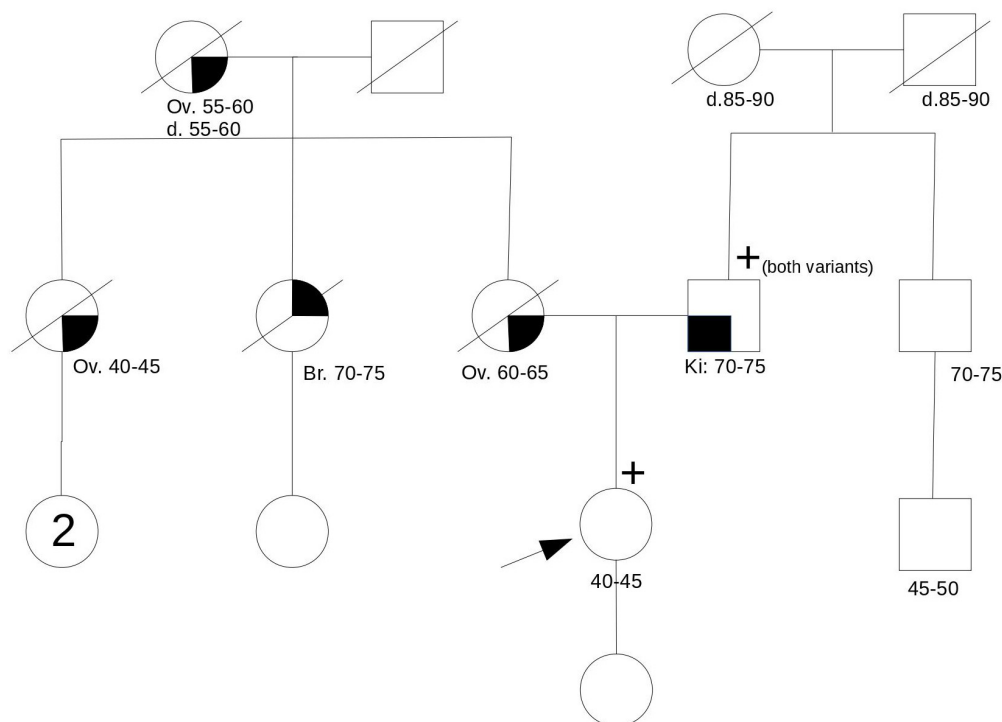 Ov. 55-60
d. 55-60
d.85-90
d.85-90
+(both variants)
Ov. 40-45
Br. 70-75
Ov. 60-65
Ki: 70-75
70-75
+
2
40-45
45-50